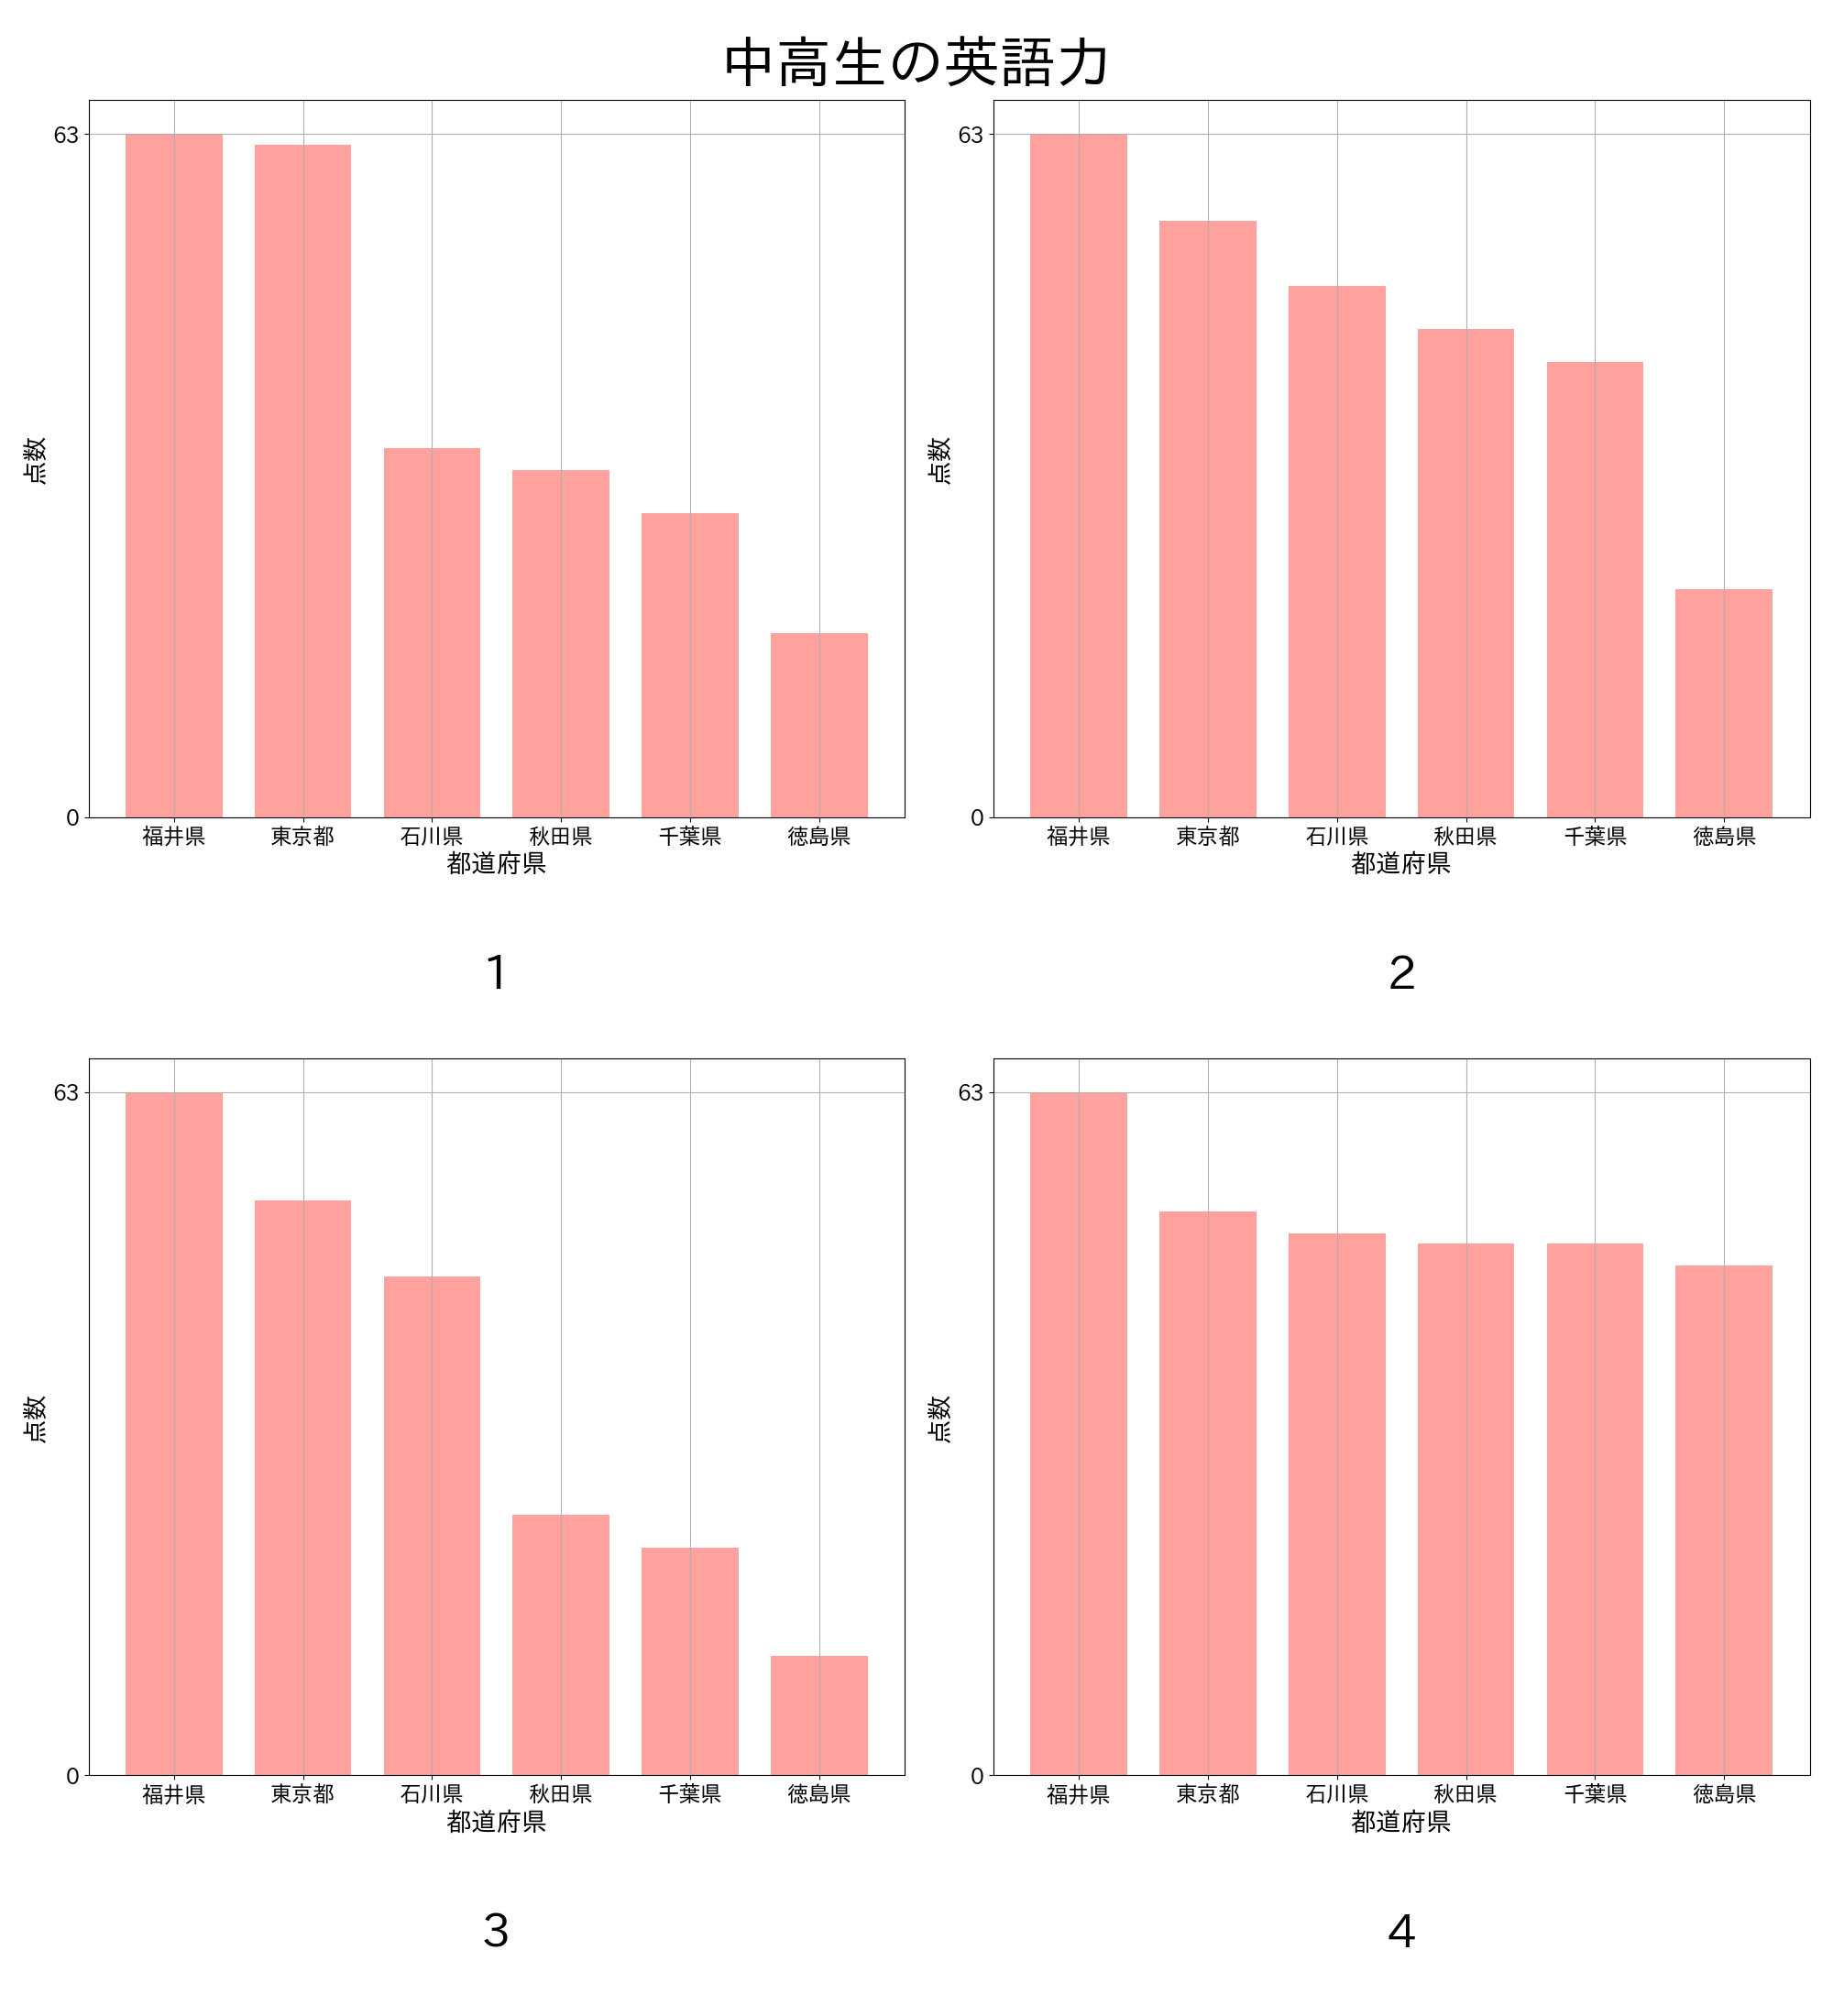 中高生の英語力
63
0
点数
福井県 東京都 石川県 秋田県 千葉県 徳島県
都道府県
1
63
0
点数
福井県 東京都 石川県 秋田県 千葉県 徳島県
都道府県
2
63
0
点数
福井県 東京都 石川県 秋田県 千葉県 徳島県
都道府県
3
63
0
点数
福井県 東京都 石川県 秋田県 千葉県 徳島県
都道府県
4